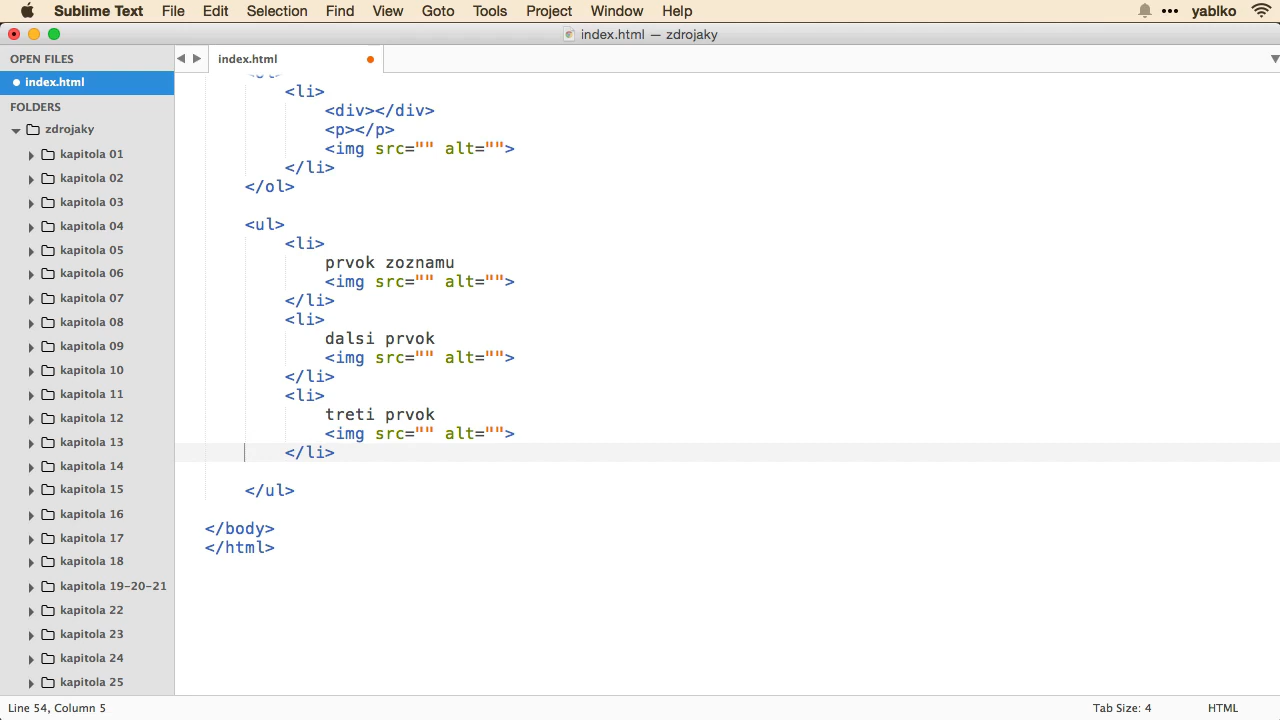 Sublime Text File Edit Selection Find View Goto Tools Project Window Help yablko
index.html — zdrojaky
OPEN FILES
index.html
FOLDERS
zdrojaky
kapitola 01
kapitola 02
kapitola 03
kapitola 04
kapitola 05
kapitola 06
kapitola 07
kapitola 08
kapitola 09
kapitola 10
kapitola 11
kapitola 12
kapitola 13
kapitola 14
kapitola 15
kapitola 16
kapitola 17
kapitola 18
kapitola 19-20-21
kapitola 22
kapitola 23
kapitola 24
kapitola 25
index.html
<li>
<div></div>
<p></p>
<img src="" alt="">
</li>
</ol>
<ul>
<li>
prvok zoznamu
<img src="" alt="">
</li>
<li>
dalsi prvok
<img src="" alt="">
</li>
<li>
treti prvok
<img src="" alt="">
</li>
</ul>
</body>
</html>
Line 54, Column 5
Tab Size: 4
HTML